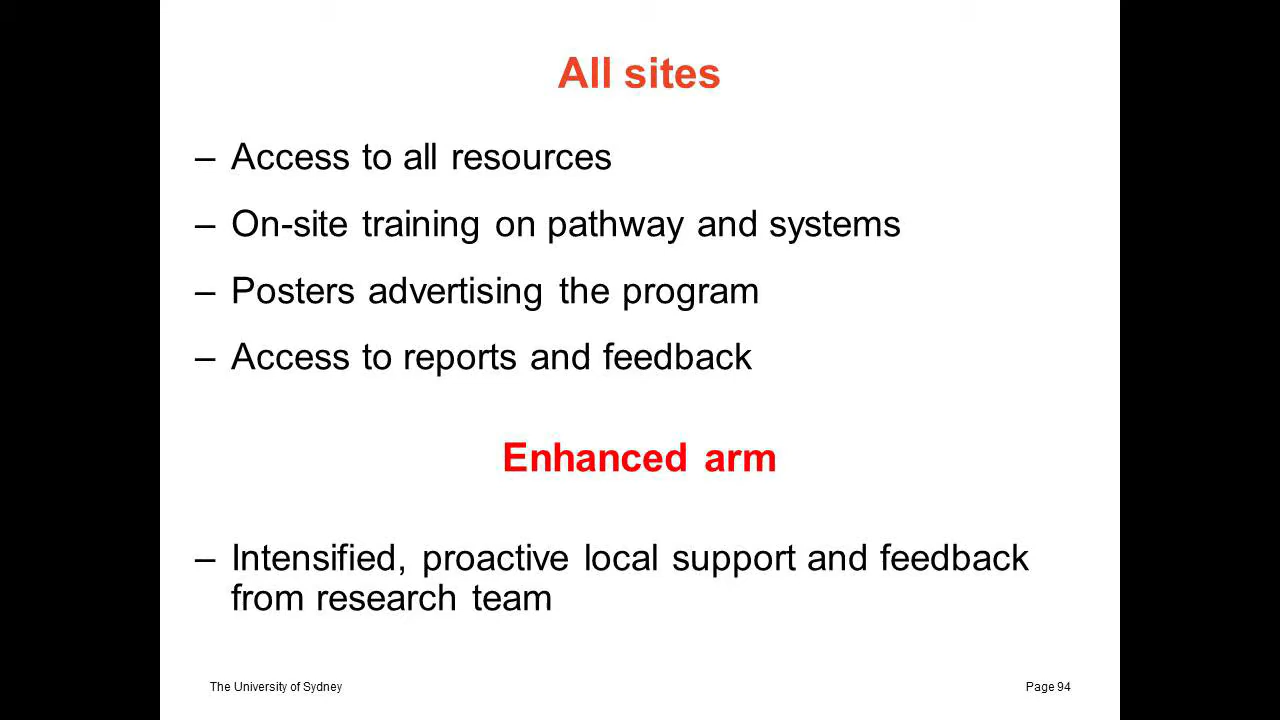 All sites
– Access to all resources
– On-site training on pathway and systems
– Posters advertising the program
– Access to reports and feedback
Enhanced arm
– Intensified, proactive local support and feedback
from research team
The University of Sydney
Page 94